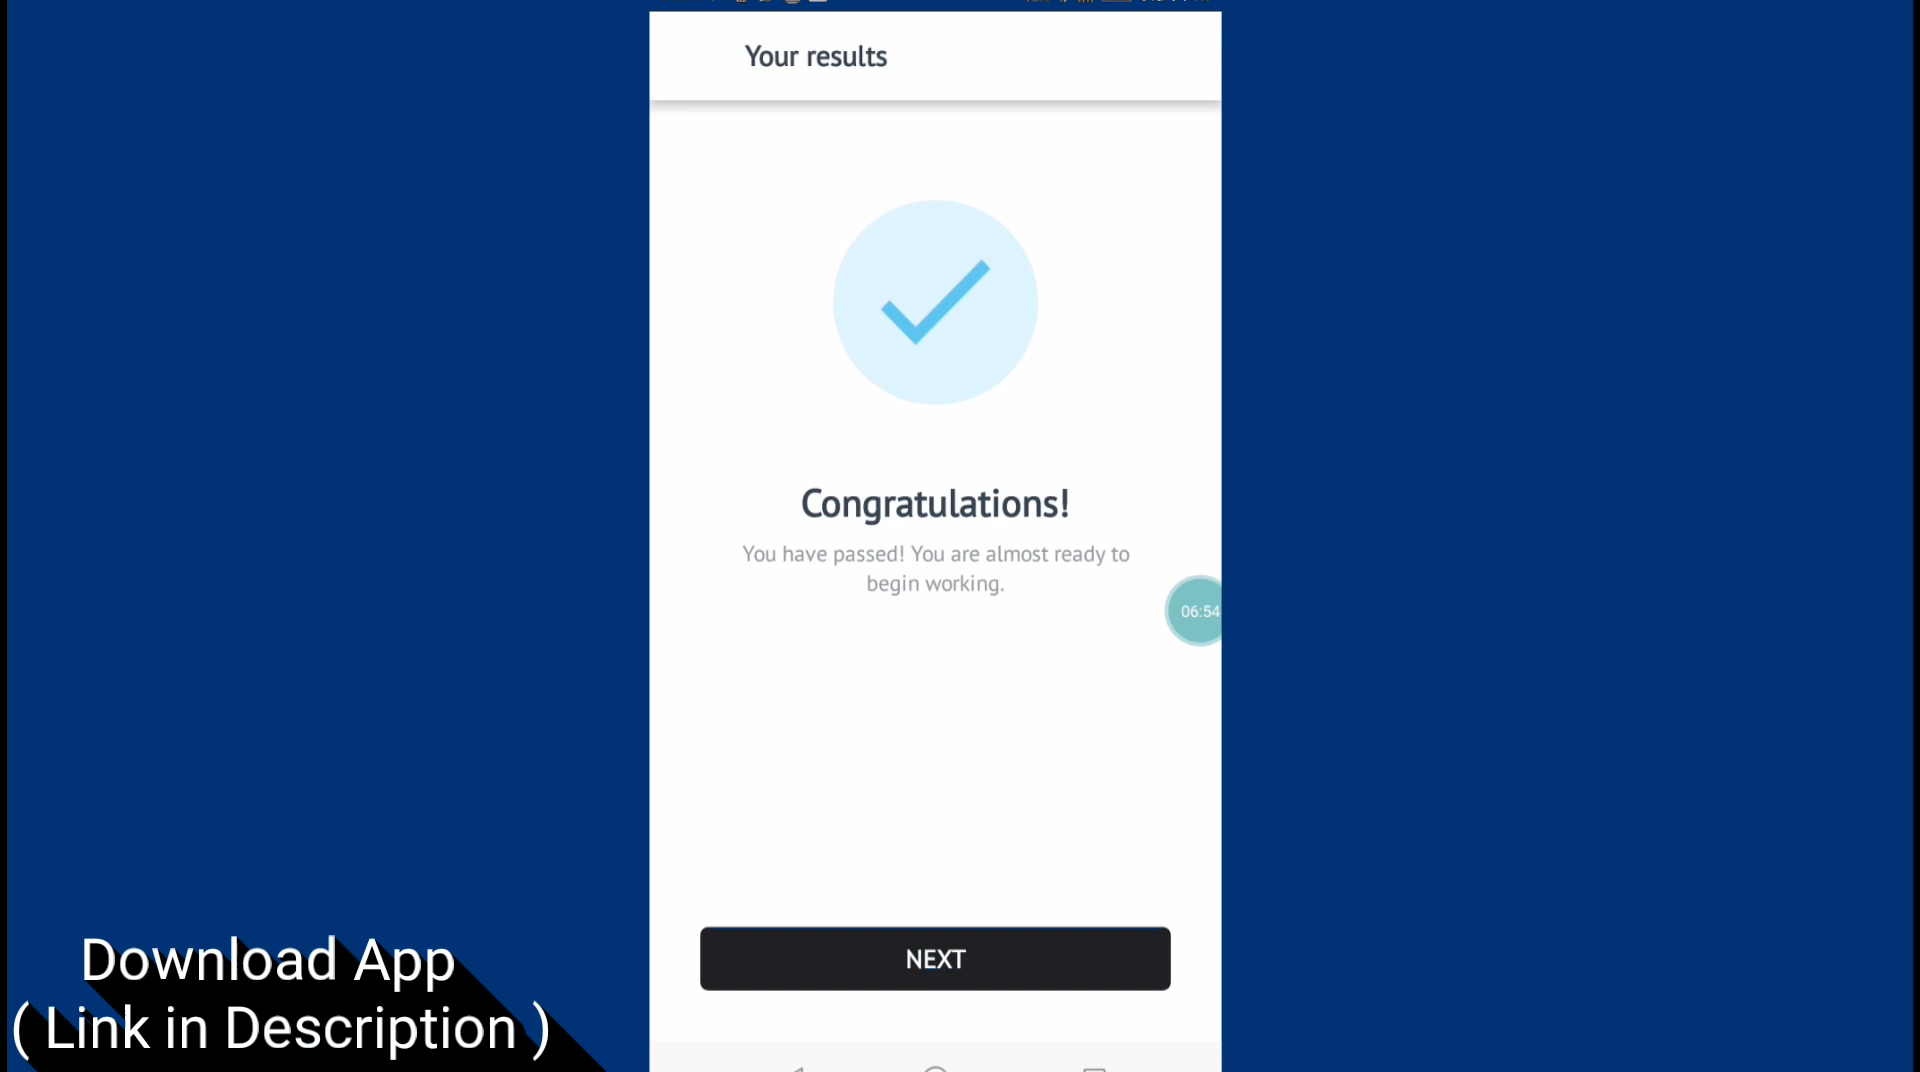 Your results
Congratulations!
You have passed! You are almost ready to
begin working.
06:54
NEXT
Download App
( Link in Description )